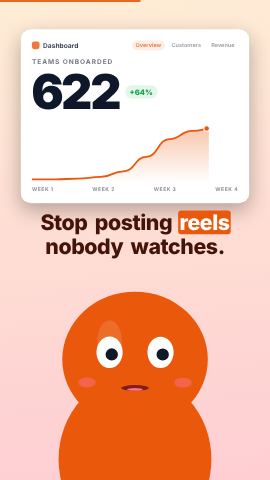 Dashboard
Overview Customers Revenue
TEAMS ONBOARDED
622 +64%
WEEK 1 WEEK 2 WEEK 3 WEEK 4
Stop posting reels
nobody watches.